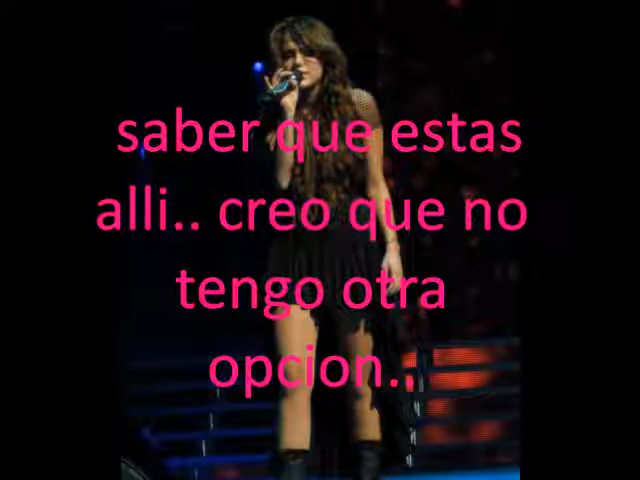 saber que estas
alli.. creo que no
tengo otra
opcion..